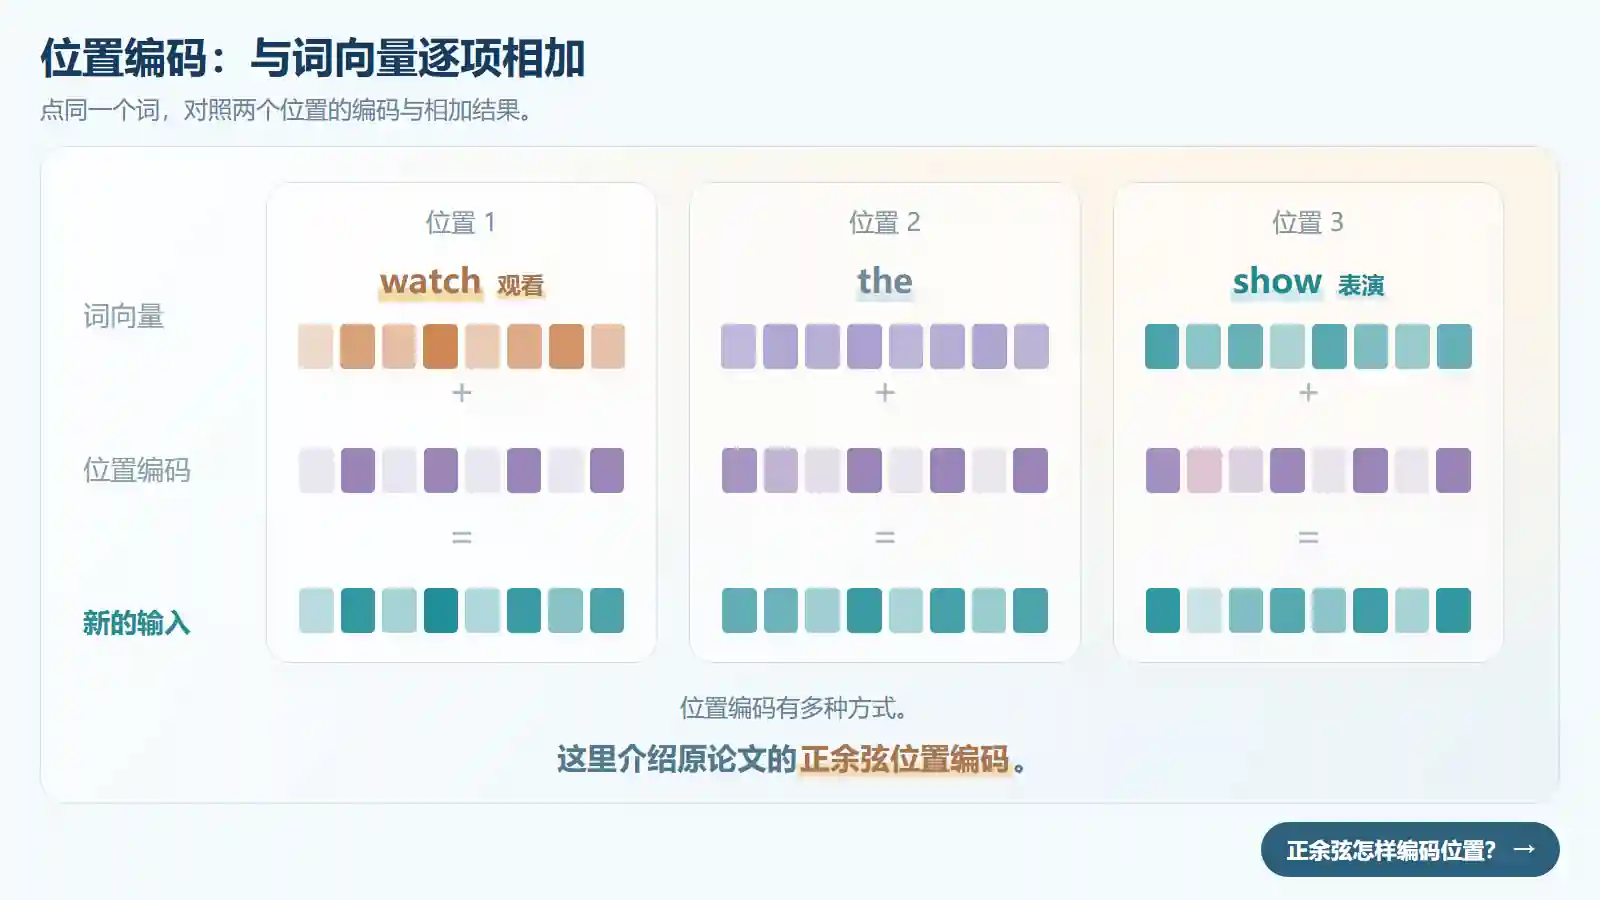 位置编码：与词向量逐项相加
点同一个词，对照两个位置的编码与相加结果。
位置 1
位置 2
位置 3
watch 观看
the
show 表演
词向量
+
+
+
位置编码
=
=
=
新的输入
位置编码有多种方式。
这里介绍原论文的正余弦位置编码。
正余弦怎样编码位置？ →